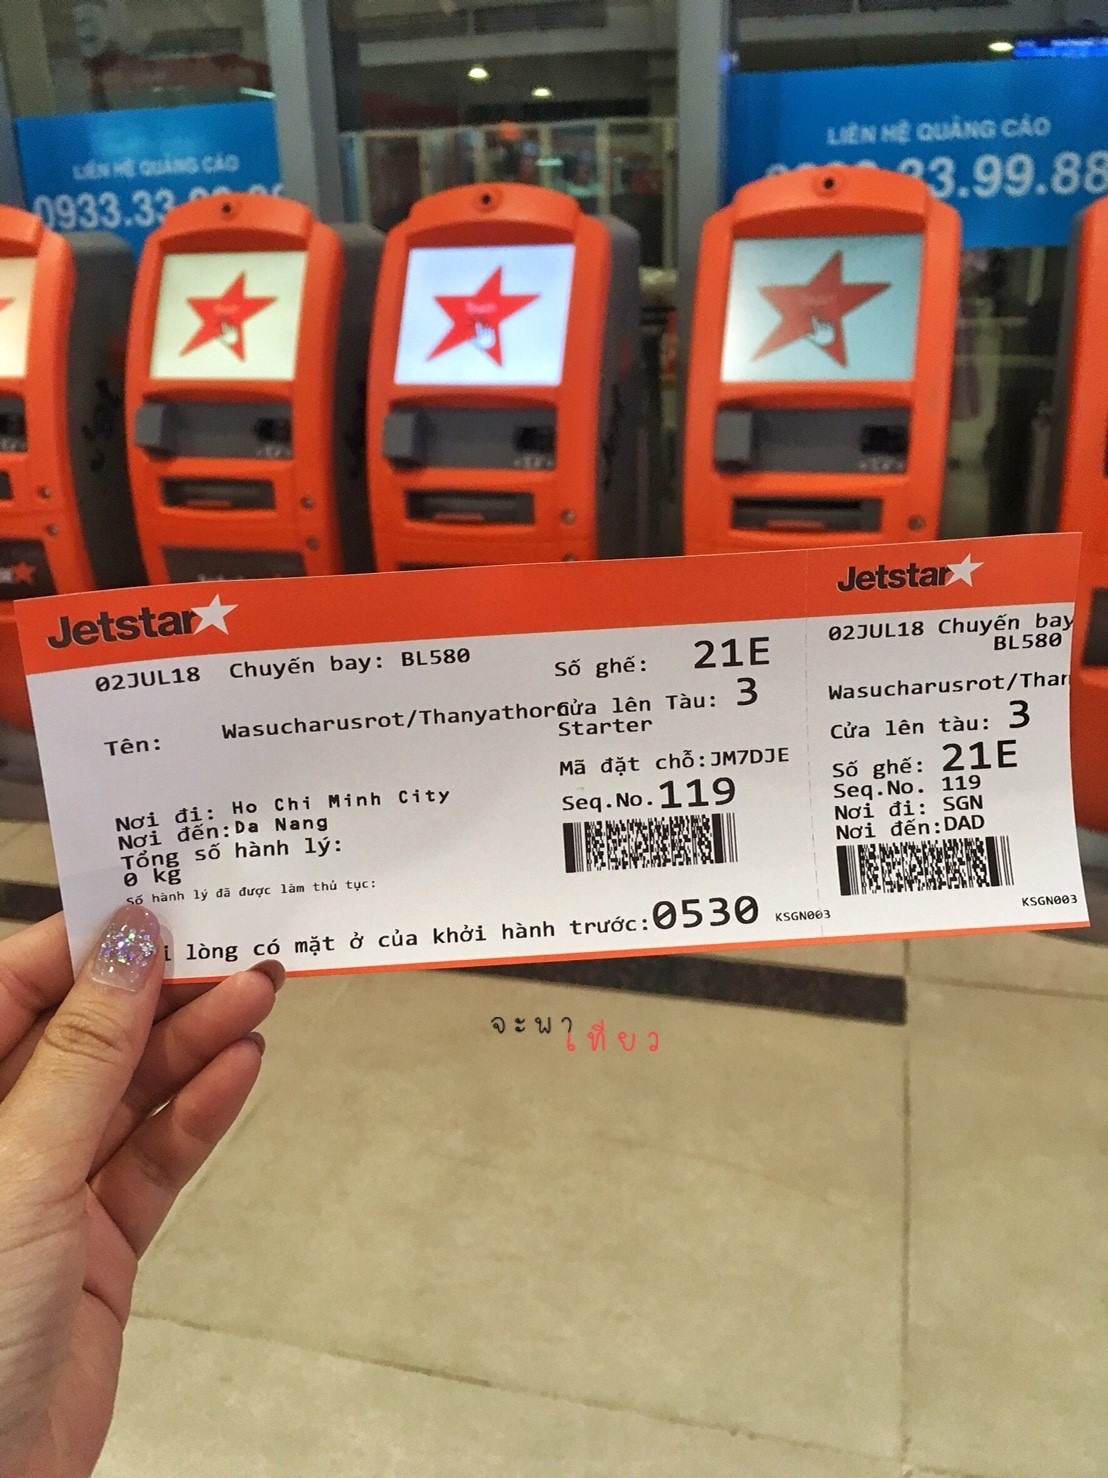 LIÊN HỆ QUẢNG CÁO
LIÊN HỆ QUẢNG CÁO
0933.33
33.99.88
Jetstar
02JUL18 Chuyến bay: BL580
Tên: Wasucharusrot/Thanyathorn
Số ghế: 21E
Cửa lên Tàu: 3
Starter
Mã đặt chỗ:JM7DJE
Seq.No.119
Nơi đi: Ho Chi Minh City
Nơi đến:Da Nang
Tổng số hành lý:
0 kg
Số hành lý đã được làm thủ tục:
lòng có mặt ở của khởi hành trước:0530
KSGN003
Jetstar
02JUL18 Chuyến bay
BL580
Wasucharusrot/Than
Cửa lên tàu: 3
Số ghế: 21E
Seq.No. 119
Nơi đi: SGN
Nơi đến:DAD
KSGN003
จะพา
เที่ยว